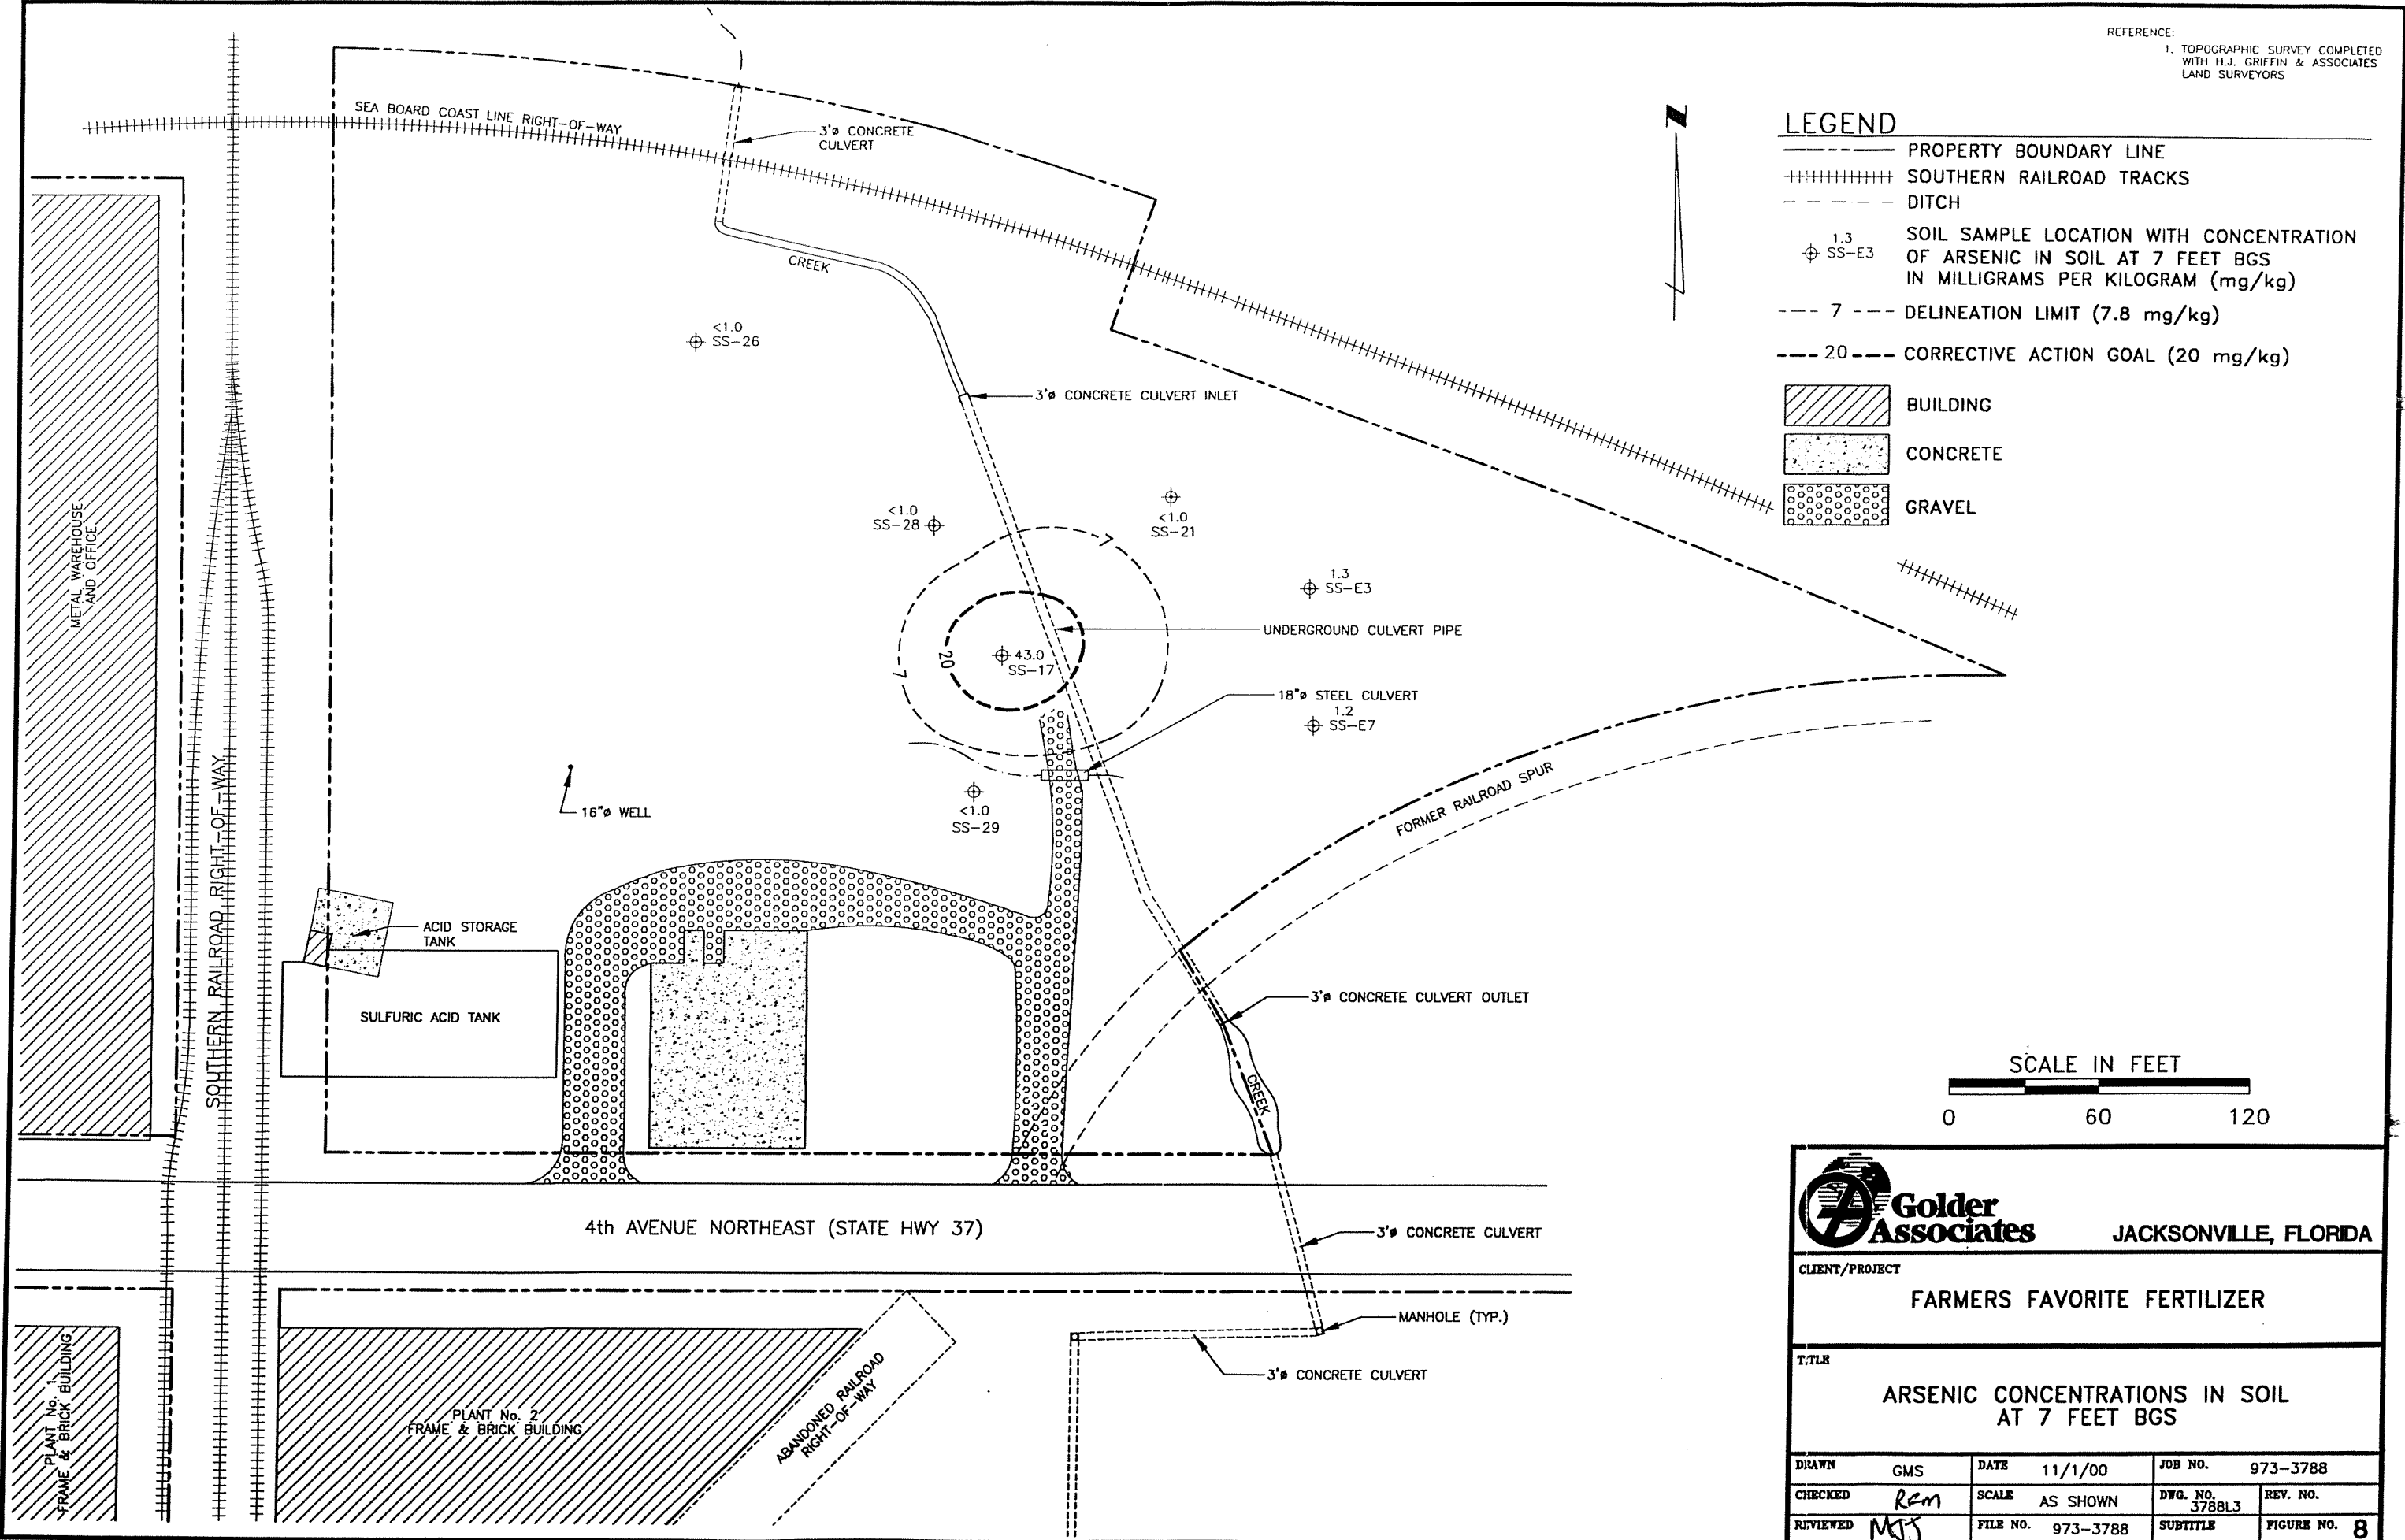 REFERENCE:
1. TOPOGRAPHIC SURVEY COMPLETED
WITH H.J. GRIFFIN & ASSOCIATES
LAND SURVEYORS
LEGEND
PROPERTY BOUNDARY LINE
SOUTHERN RAILROAD TRACKS
DITCH
1.3
SS-E3
SOIL SAMPLE LOCATION WITH CONCENTRATION
OF ARSENIC IN SOIL AT 7 FEET BGS
IN MILLIGRAMS PER KILOGRAM (mg/kg)
7
DELINEATION LIMIT (7.8 mg/kg)
20
CORRECTIVE ACTION GOAL (20 mg/kg)
BUILDING
CONCRETE
GRAVEL
N
SEA BOARD COAST LINE RIGHT-OF-WAY
3'ø CONCRETE
CULVERT
CREEK
<1.0
SS-26
3'ø CONCRETE CULVERT INLET
<1.0
SS-28
<1.0
SS-21
7
1.3
SS-E3
UNDERGROUND CULVERT PIPE
20
7
43.0
SS-17
18"ø STEEL CULVERT
1.2
SS-E7
METAL WAREHOUSE
AND OFFICE
SOUTHERN RAILROAD RIGHT-OF-WAY
16"ø WELL
<1.0
SS-29
FORMER RAILROAD SPUR
ACID STORAGE
TANK
SULFURIC ACID TANK
3'ø CONCRETE CULVERT OUTLET
CREEK
4th AVENUE NORTHEAST (STATE HWY 37)
3'ø CONCRETE CULVERT
MANHOLE (TYP.)
3'ø CONCRETE CULVERT
PLANT No. 1
FRAME & BRICK BUILDING
PLANT No. 2
FRAME & BRICK BUILDING
ABANDONED RAILROAD
RIGHT-OF-WAY
SCALE IN FEET
0 60 120
Golder
Associates
JACKSONVILLE, FLORIDA
CLIENT/PROJECT
FARMERS FAVORITE FERTILIZER
TITLE
ARSENIC CONCENTRATIONS IN SOIL
AT 7 FEET BGS
DRAWN GMS DATE 11/1/00 JOB NO. 973-3788
CHECKED RCM SCALE AS SHOWN DWG. NO. 3788L3 REV. NO.
REVIEWED MJJ FILE NO. 973-3788 SUBTITLE FIGURE NO. 8